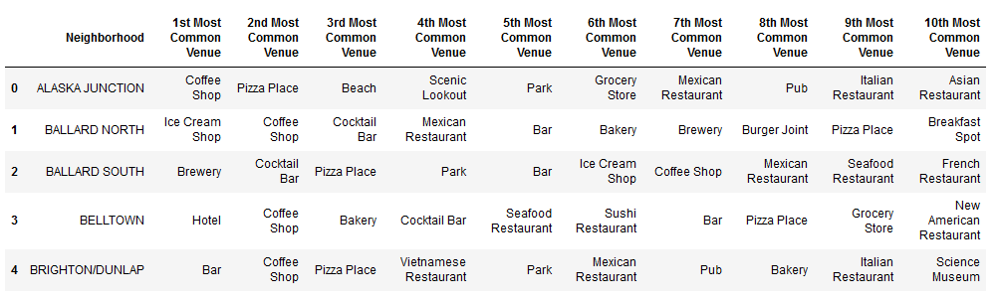 Neighborhood 1st Most Common Venue 2nd Most Common Venue 3rd Most Common Venue 4th Most Common Venue 5th Most Common Venue 6th Most Common Venue 7th Most Common Venue 8th Most Common Venue 9th Most Common Venue 10th Most Common Venue
0 ALASKA JUNCTION Coffee Shop Pizza Place Beach Scenic Lookout Park Grocery Store Mexican Restaurant Pub Italian Restaurant Asian Restaurant
1 BALLARD NORTH Ice Cream Shop Coffee Shop Cocktail Bar Mexican Restaurant Bar Bakery Brewery Burger Joint Pizza Place Breakfast Spot
2 BALLARD SOUTH Brewery Cocktail Bar Pizza Place Park Bar Ice Cream Shop Coffee Shop Mexican Restaurant Seafood Restaurant French Restaurant
3 BELLTOWN Hotel Coffee Shop Bakery Cocktail Bar Seafood Restaurant Sushi Restaurant Bar Pizza Place Grocery Store New American Restaurant
4 BRIGHTON/DUNLAP Bar Coffee Shop Pizza Place Vietnamese Restaurant Park Mexican Restaurant Pub Bakery Italian Restaurant Science Museum